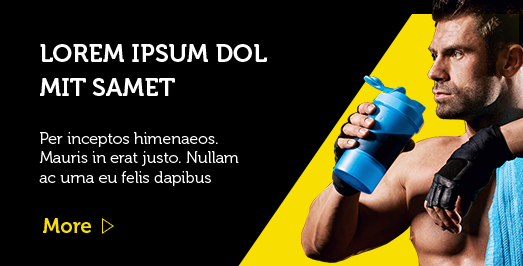 LOREM IPSUM DOL
MIT SAMET
Per inceptos himenaeos.
Mauris in erat justo. Nullam
ac urna eu felis dapibus
More